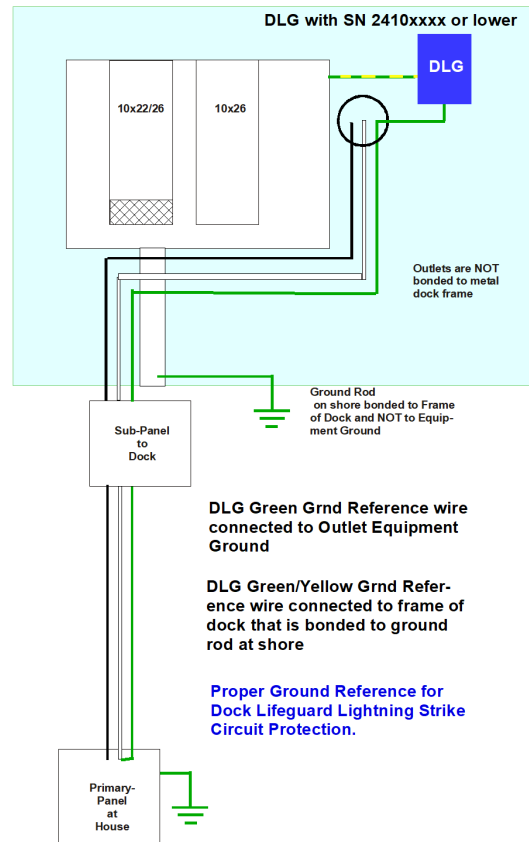 DLG with SN 2410xxxx or lower
DLG
10x22/26
10x26
Outlets are NOT
bonded to metal
dock frame
Ground Rod
on shore bonded to Frame
of Dock and NOT to Equip-
ment Ground
Sub-Panel
to
Dock
DLG Green Grnd Reference wire
connected to Outlet Equipment
Ground
DLG Green/Yellow Grnd Refer-
ence wire connected to frame of
dock that is bonded to ground
rod at shore
Proper Ground Reference for
Dock Lifeguard Lightning Strike
Circuit Protection.
Primary-
Panel
at
House